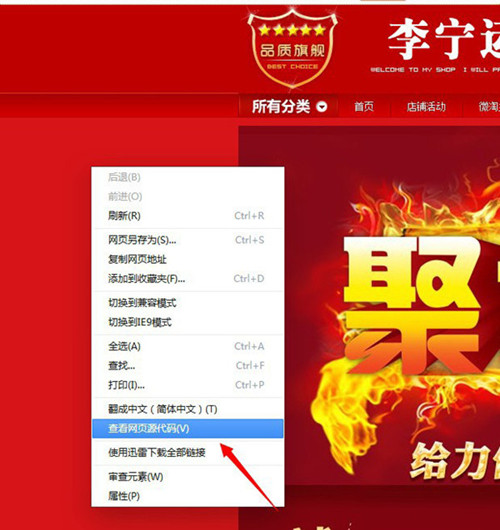 品质旗舰
BEST CHOICE
李宁运
WELCOME TO MY SHOP I WILL
所有分类
首页
店铺活动
微淘
后退(B)
前进(O)
刷新(R) Ctrl+R
网页另存为(S)... Ctrl+S
复制网页地址
添加到收藏夹(F)... Ctrl+D
切换到兼容模式
切换到IE9模式
全选(A) Ctrl+A
查找... Ctrl+F
打印(I)... Ctrl+P
翻成中文（简体中文）(T)
查看网页源代码(V)
使用迅雷下载全部链接
审查元素(W)
属性(P)
聚
给力